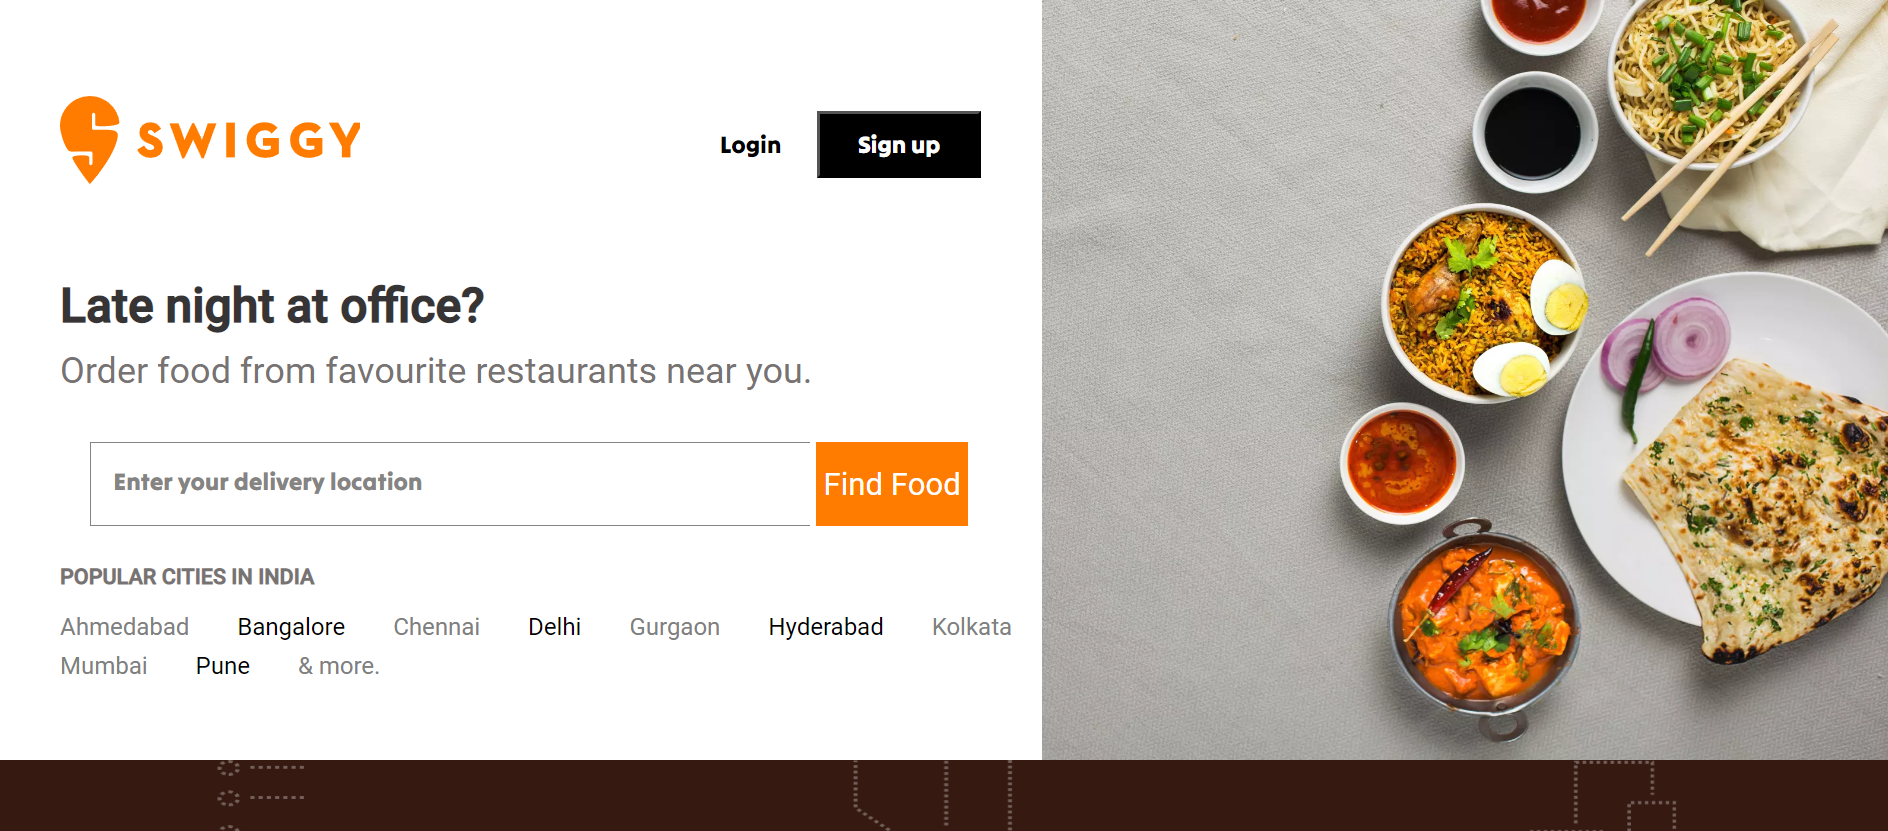 SWIGGY
Login
Sign up
Late night at office?
Order food from favourite restaurants near you.
Enter your delivery location
Find Food
POPULAR CITIES IN INDIA
Ahmedabad Bangalore Chennai Delhi Gurgaon Hyderabad Kolkata
Mumbai Pune & more.